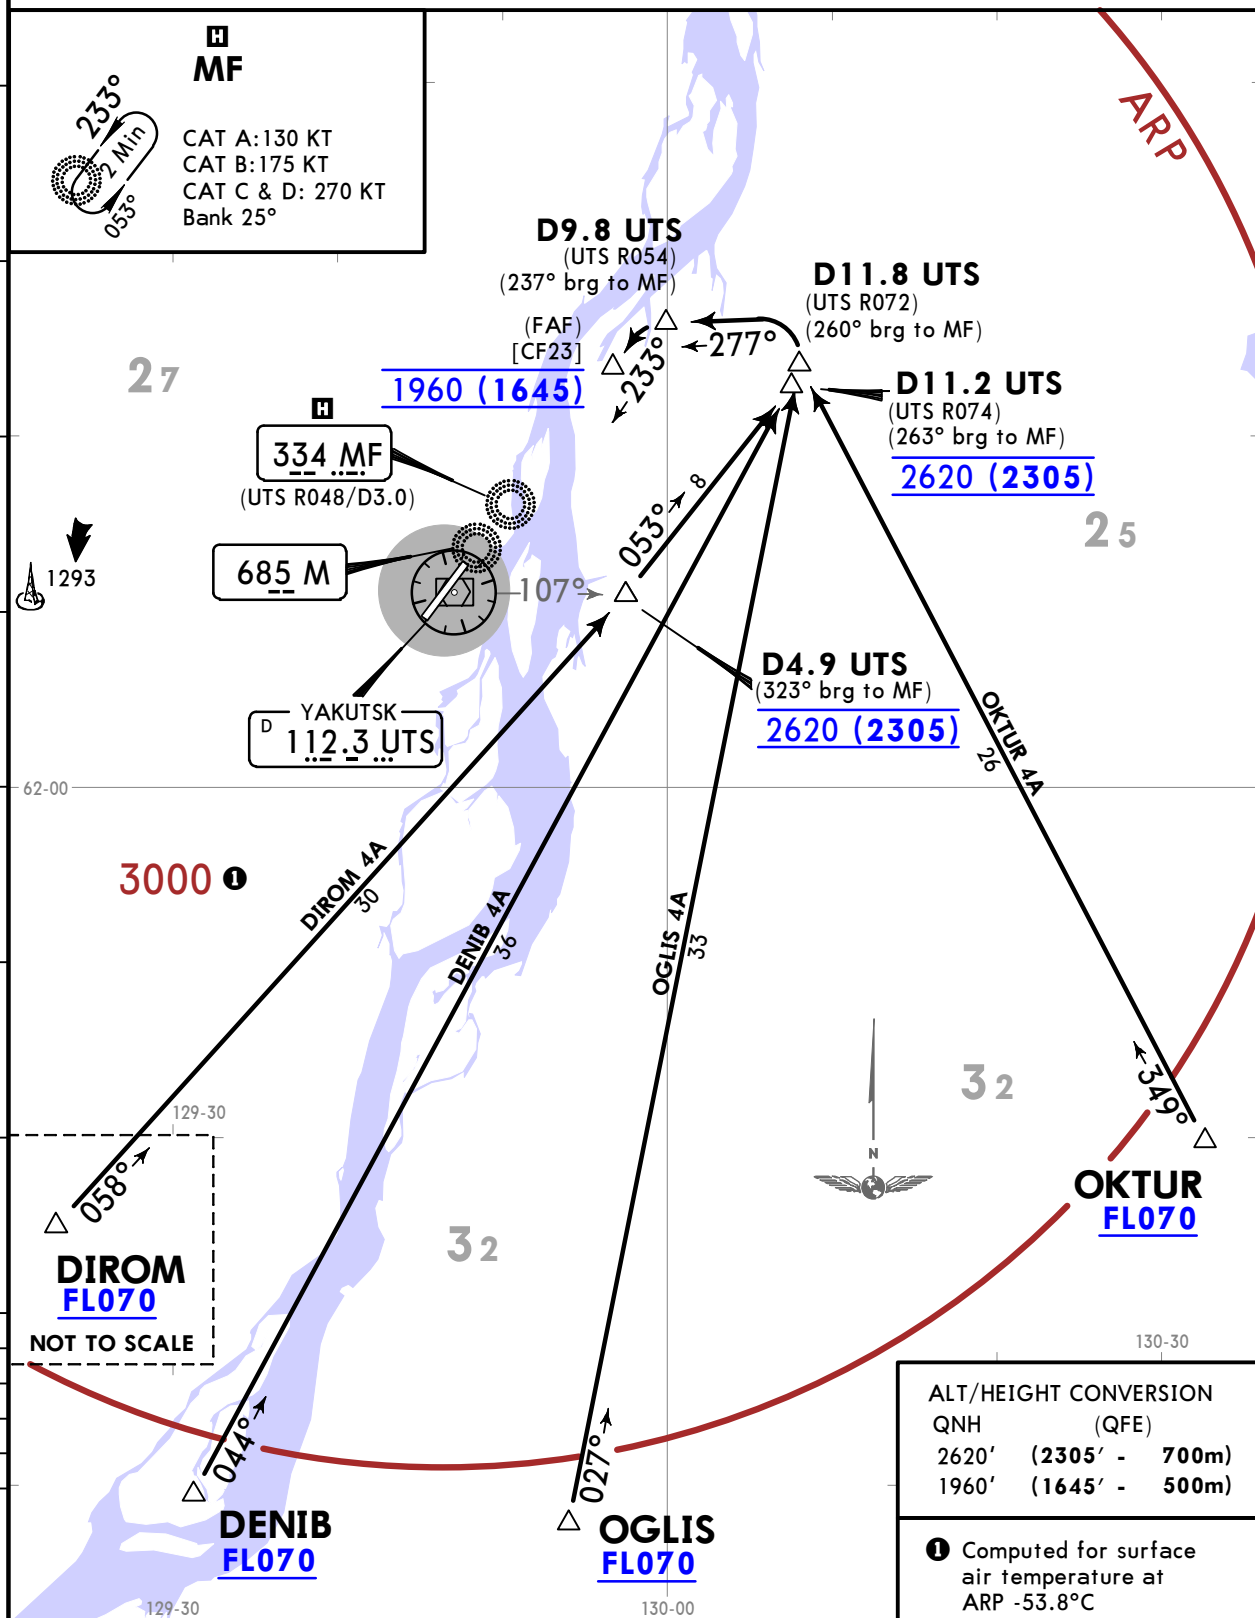 H
MF
233°
2 Min
053°
CAT A:130 KT
CAT B:175 KT
CAT C & D: 270 KT
Bank 25°
ARP
D9.8 UTS
(UTS R054)
(237° brg to MF)
D11.8 UTS
(UTS R072)
(260° brg to MF)
(FAF)
[CF23]
1960 (1645)
233°
277°
27
D11.2 UTS
(UTS R074)
(263° brg to MF)
2620 (2305)
H
334 MF
(UTS R048/D3.0)
053°
8
25
1293
685 M
107°
D4.9 UTS
(323° brg to MF)
2620 (2305)
YAKUTSK
D
112.3 UTS
OKTUR 4A
26
62-00
3000 1
DIROM 4A
30
DENIB 4A
36
OGLIS 4A
33
32
349°
129-30
N
OKTUR
FL070
058°
DIROM
FL070
NOT TO SCALE
32
130-30
044°
DENIB
FL070
027°
OGLIS
FL070
ALT/HEIGHT CONVERSION
QNH (QFE)
2620' (2305' - 700m)
1960' (1645' - 500m)
1 Computed for surface
air temperature at
ARP -53.8°C
129-30
130-00